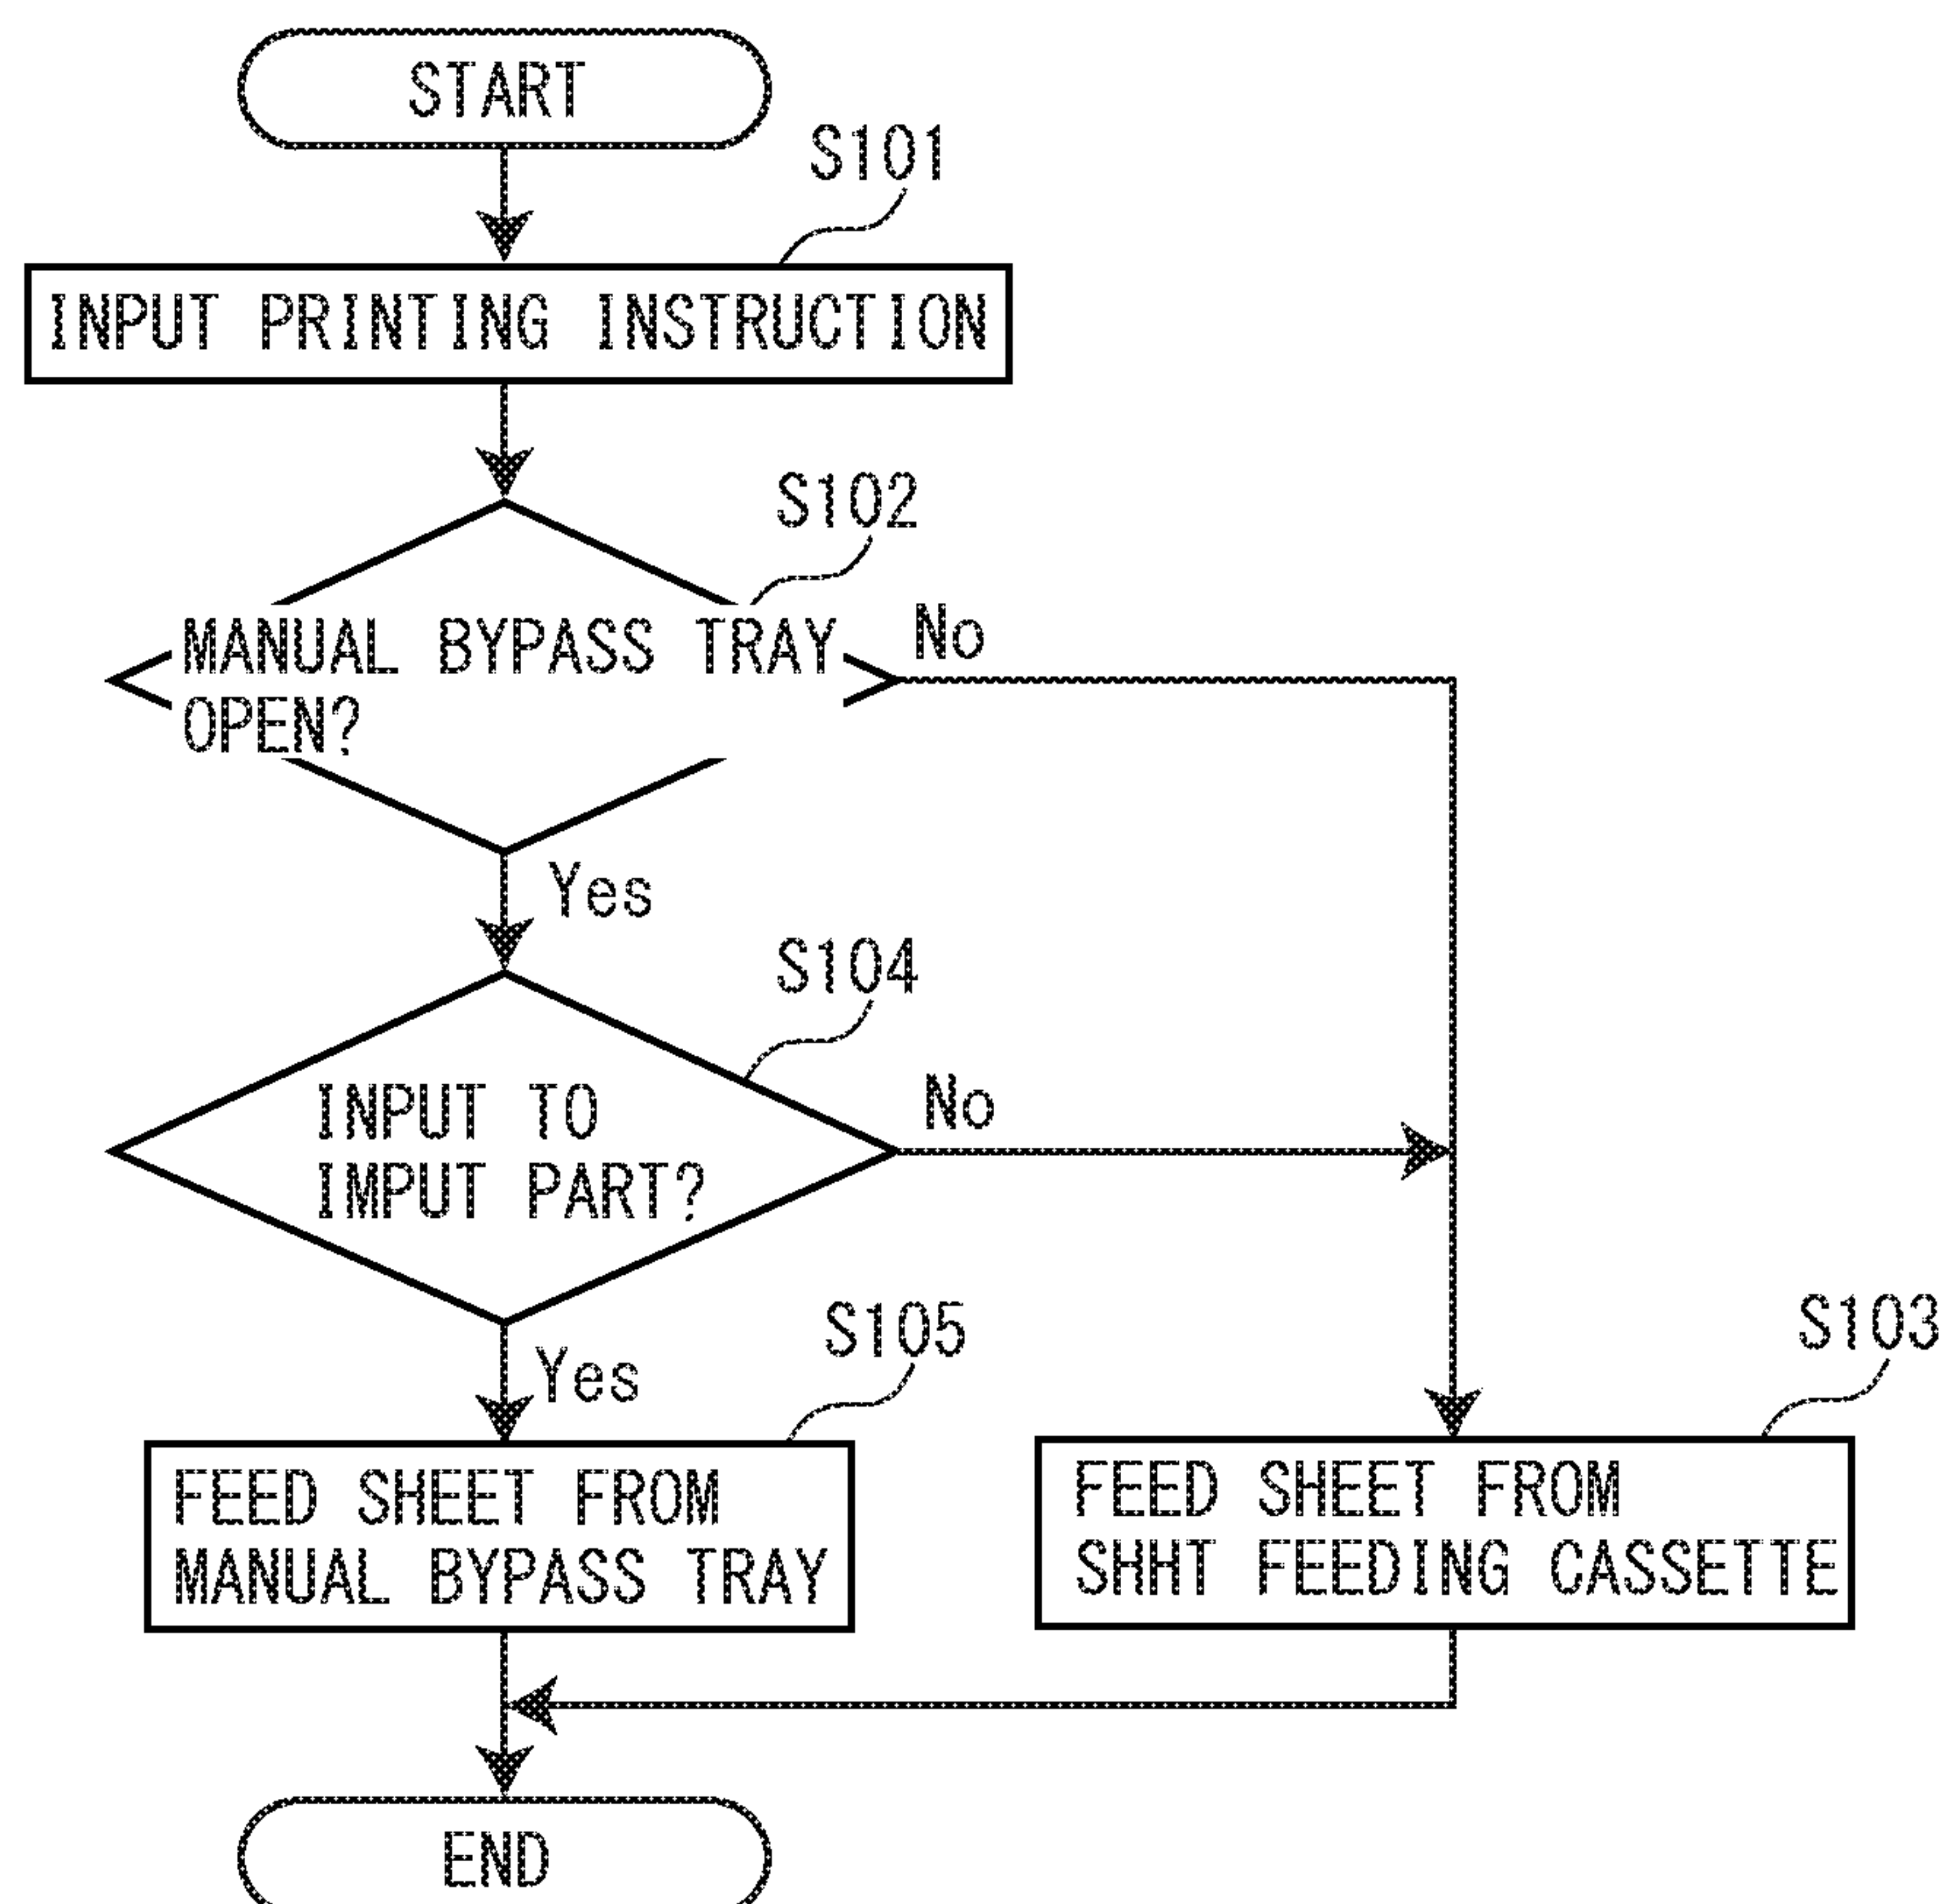 START
S101
INPUT PRINTING INSTRUCTION
S102
MANUAL BYPASS TRAY
OPEN?
No
Yes
S104
INPUT TO
IMPUT PART?
No
Yes
S105
FEED SHEET FROM
MANUAL BYPASS TRAY
S103
FEED SHEET FROM
SHHT FEEDING CASSETTE
END